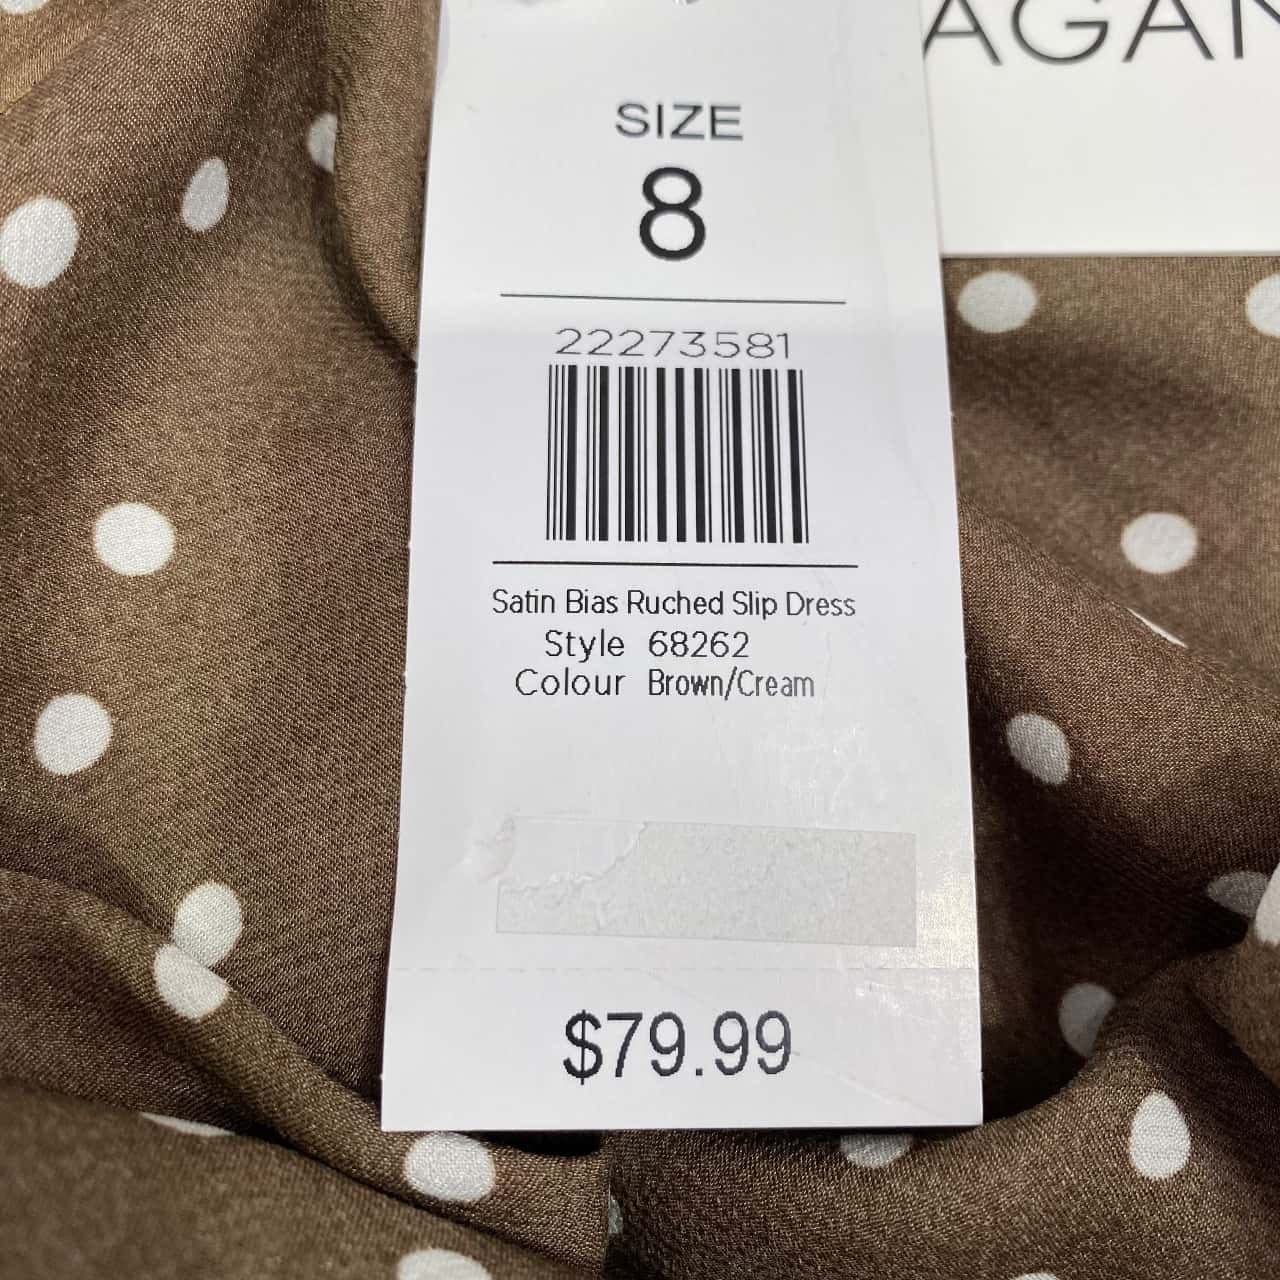 AGAN
SIZE
8
22273581
Satin Bias Ruched Slip Dress
Style 68262
Colour Brown/Cream
$79.99